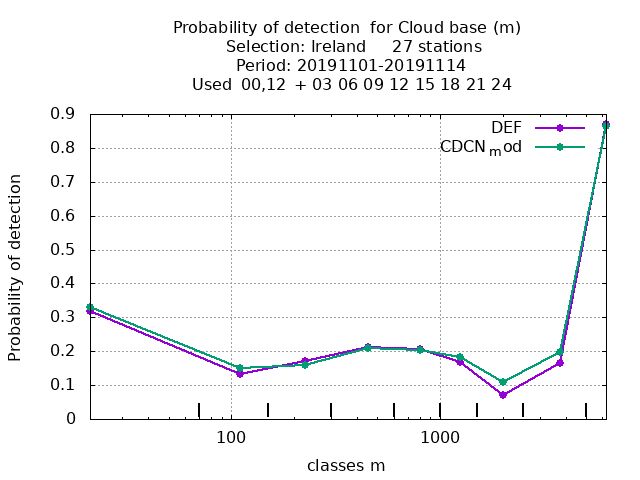 Probability of detection  for Cloud base (m)
Selection: Ireland     27 stations
Period: 20191101-20191114
Used  00,12  + 03 06 09 12 15 18 21 24
DEF
CDCN_mod
0.9
0.8
0.7
0.6
0.5
0.4
0.3
0.2
0.1
0
Probability of detection
100
1000
classes m